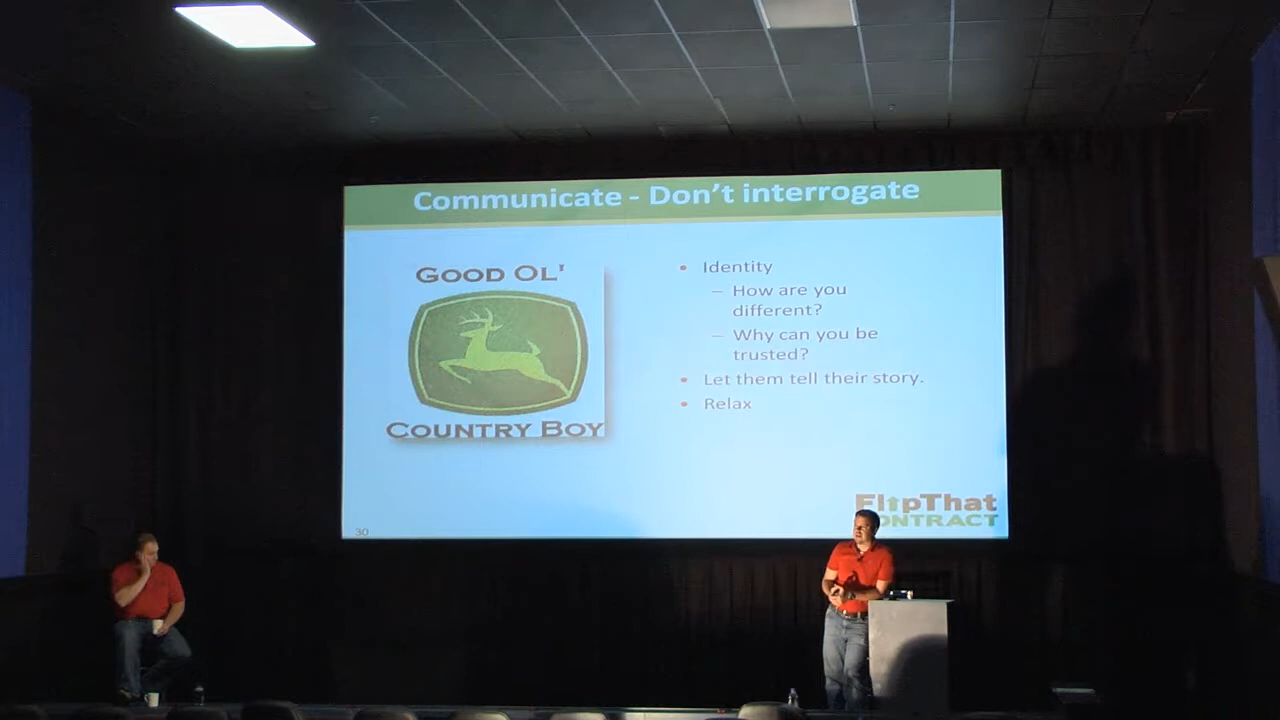 Communicate - Don't interrogate
GOOD OL'
COUNTRY BOY
• Identity
– How are you
different?
– Why can you be
trusted?
• Let them tell their story.
• Relax
FlipThat
CONTRACT
30